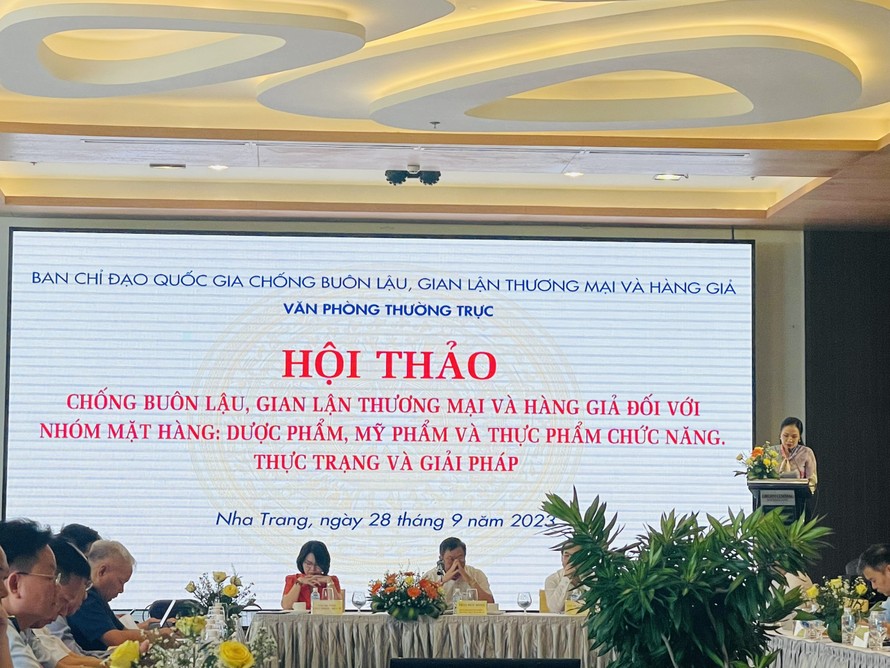 BAN CHỈ ĐẠO QUỐC GIA CHỐNG BUÔN LẬU, GIAN LẬN THƯƠNG MẠI VÀ HÀNG GIẢ
VĂN PHÒNG THƯỜNG TRỰC
HỘI THẢO
CHỐNG BUÔN LẬU, GIAN LẬN THƯƠNG MẠI VÀ HÀNG GIẢ ĐỐI VỚI
NHÓM MẶT HÀNG: DƯỢC PHẨM, MỸ PHẨM VÀ THỰC PHẨM CHỨC NĂNG.
THỰC TRẠNG VÀ GIẢI PHÁP
Nha Trang, ngày 28 tháng 9 năm 2023